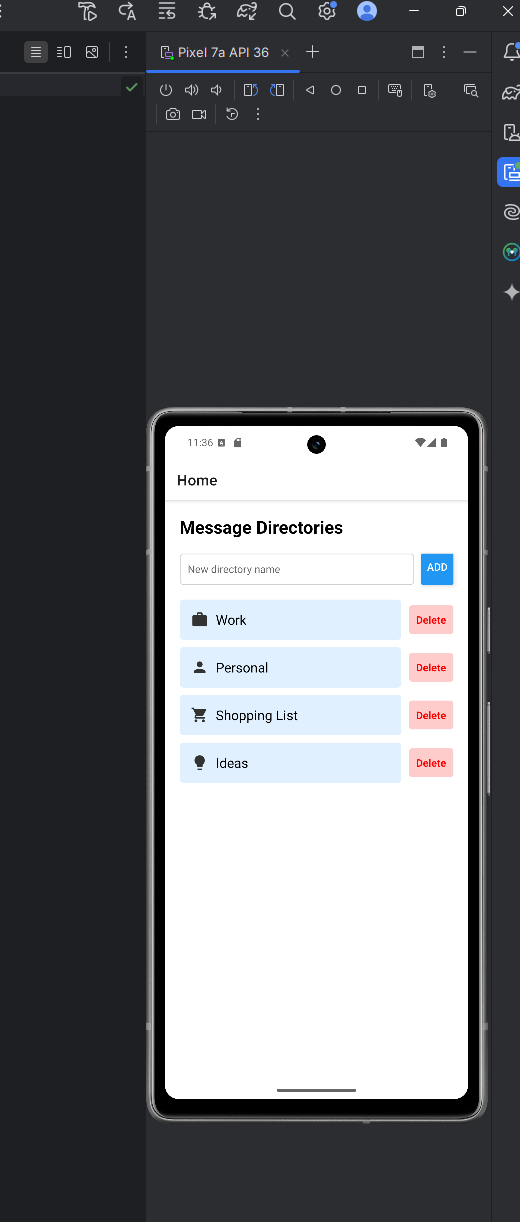 Pixel 7a API 36
11:36
Home
Message Directories
New directory name
ADD
Work
Delete
Personal
Delete
Shopping List
Delete
Ideas
Delete